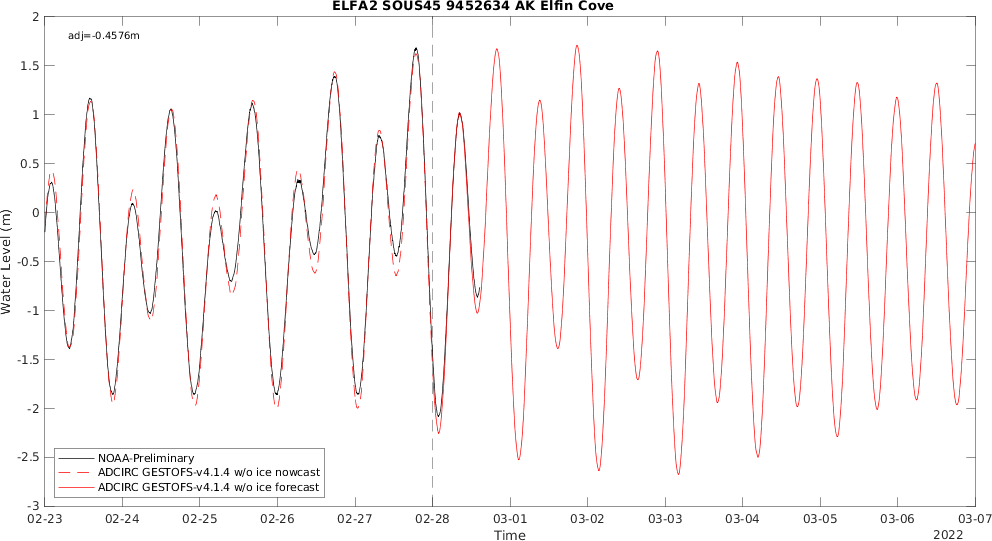 ELFA2 SOUS45 9452634 AK Elfin Cove
adj=-0.4576m
2
1.5
1
0.5
0
-0.5
-1
-1.5
-2
-2.5
-3
Water Level (m)
NOAA-Preliminary
ADCIRC GESTOFS-v4.1.4 w/o ice nowcast
ADCIRC GESTOFS-v4.1.4 w/o ice forecast
02-23 02-24 02-25 02-26 02-27 02-28 03-01 03-02 03-03 03-04 03-05 03-06 03-07
Time
2022